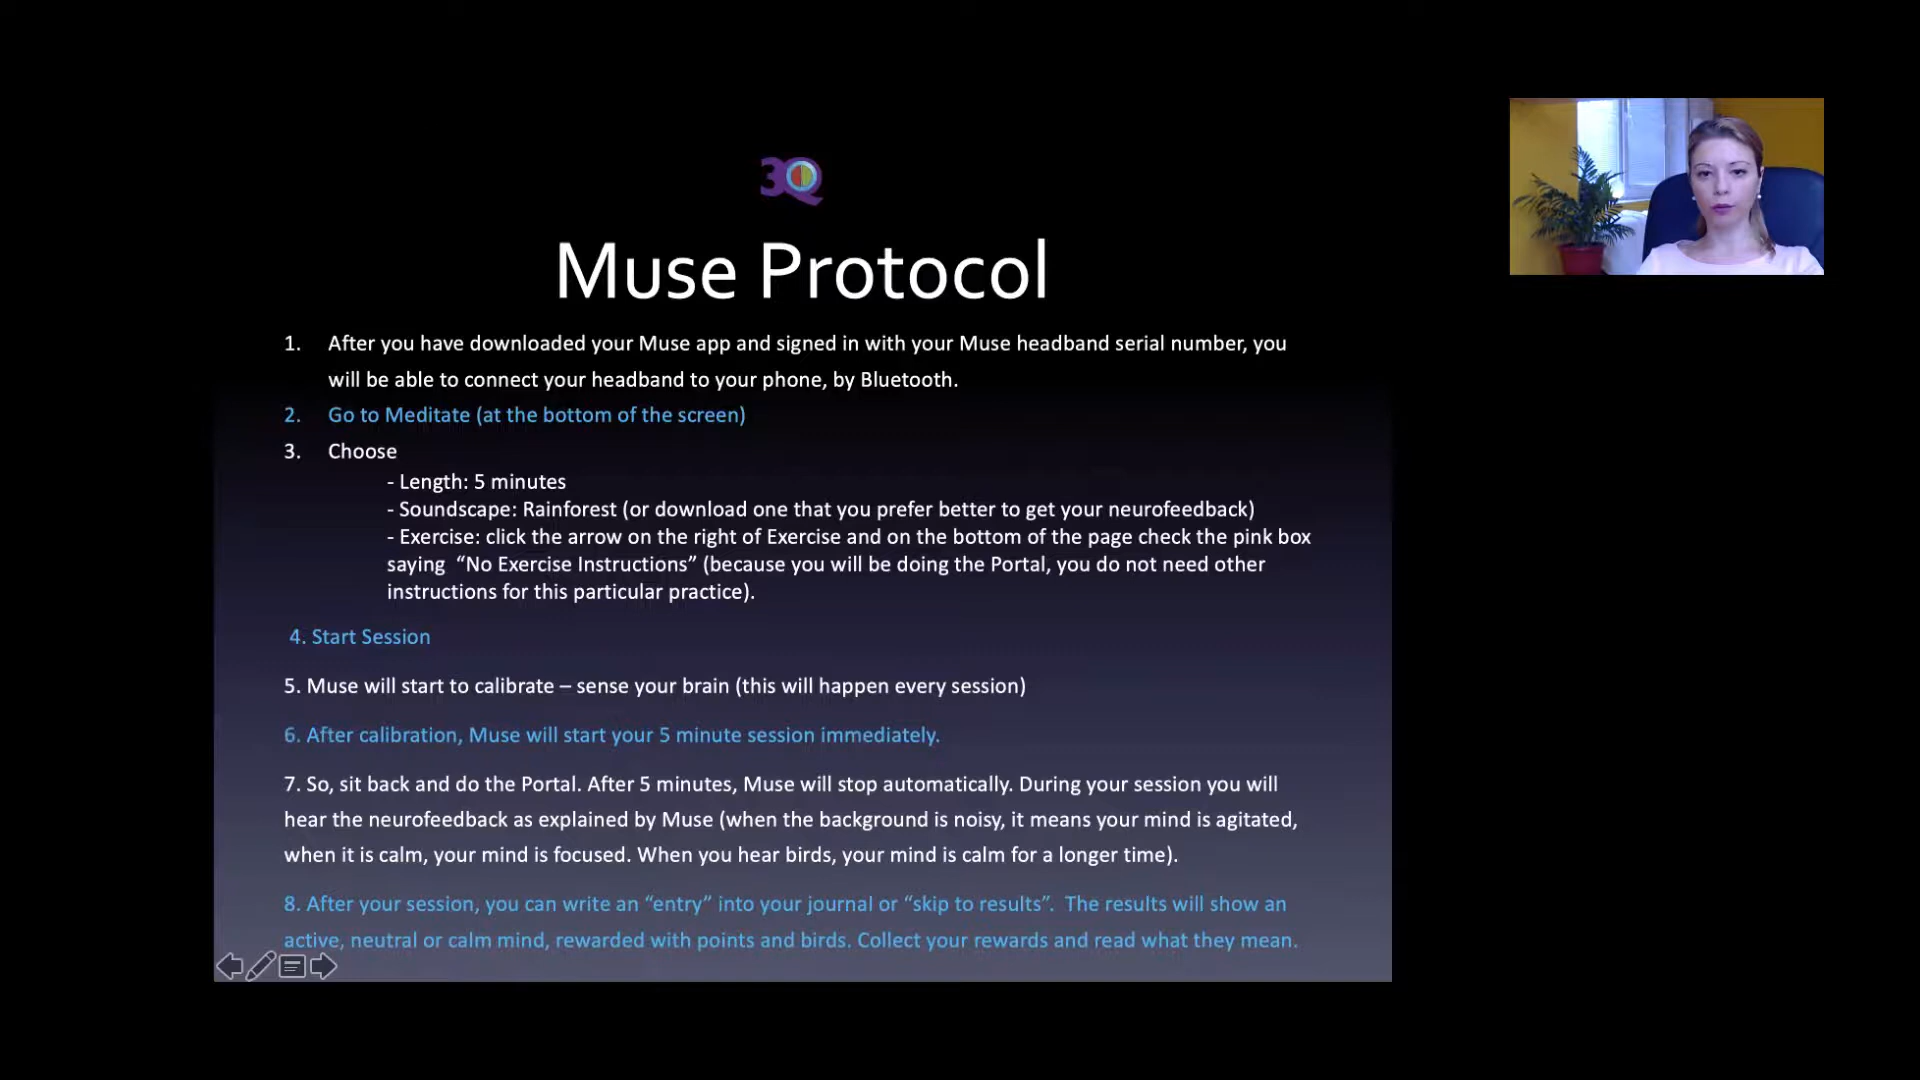 3Q
Muse Protocol
1. After you have downloaded your Muse app and signed in with your Muse headband serial number, you
will be able to connect your headband to your phone, by Bluetooth.
2. Go to Meditate (at the bottom of the screen)
3. Choose
- Length: 5 minutes
- Soundscape: Rainforest (or download one that you prefer better to get your neurofeedback)
- Exercise: click the arrow on the right of Exercise and on the bottom of the page check the pink box
saying “No Exercise Instructions” (because you will be doing the Portal, you do not need other
instructions for this particular practice).
4. Start Session
5. Muse will start to calibrate – sense your brain (this will happen every session)
6. After calibration, Muse will start your 5 minute session immediately.
7. So, sit back and do the Portal. After 5 minutes, Muse will stop automatically. During your session you will
hear the neurofeedback as explained by Muse (when the background is noisy, it means your mind is agitated,
when it is calm, your mind is focused. When you hear birds, your mind is calm for a longer time).
8. After your session, you can write an “entry” into your journal or “skip to results”. The results will show an
active, neutral or calm mind, rewarded with points and birds. Collect your rewards and read what they mean.